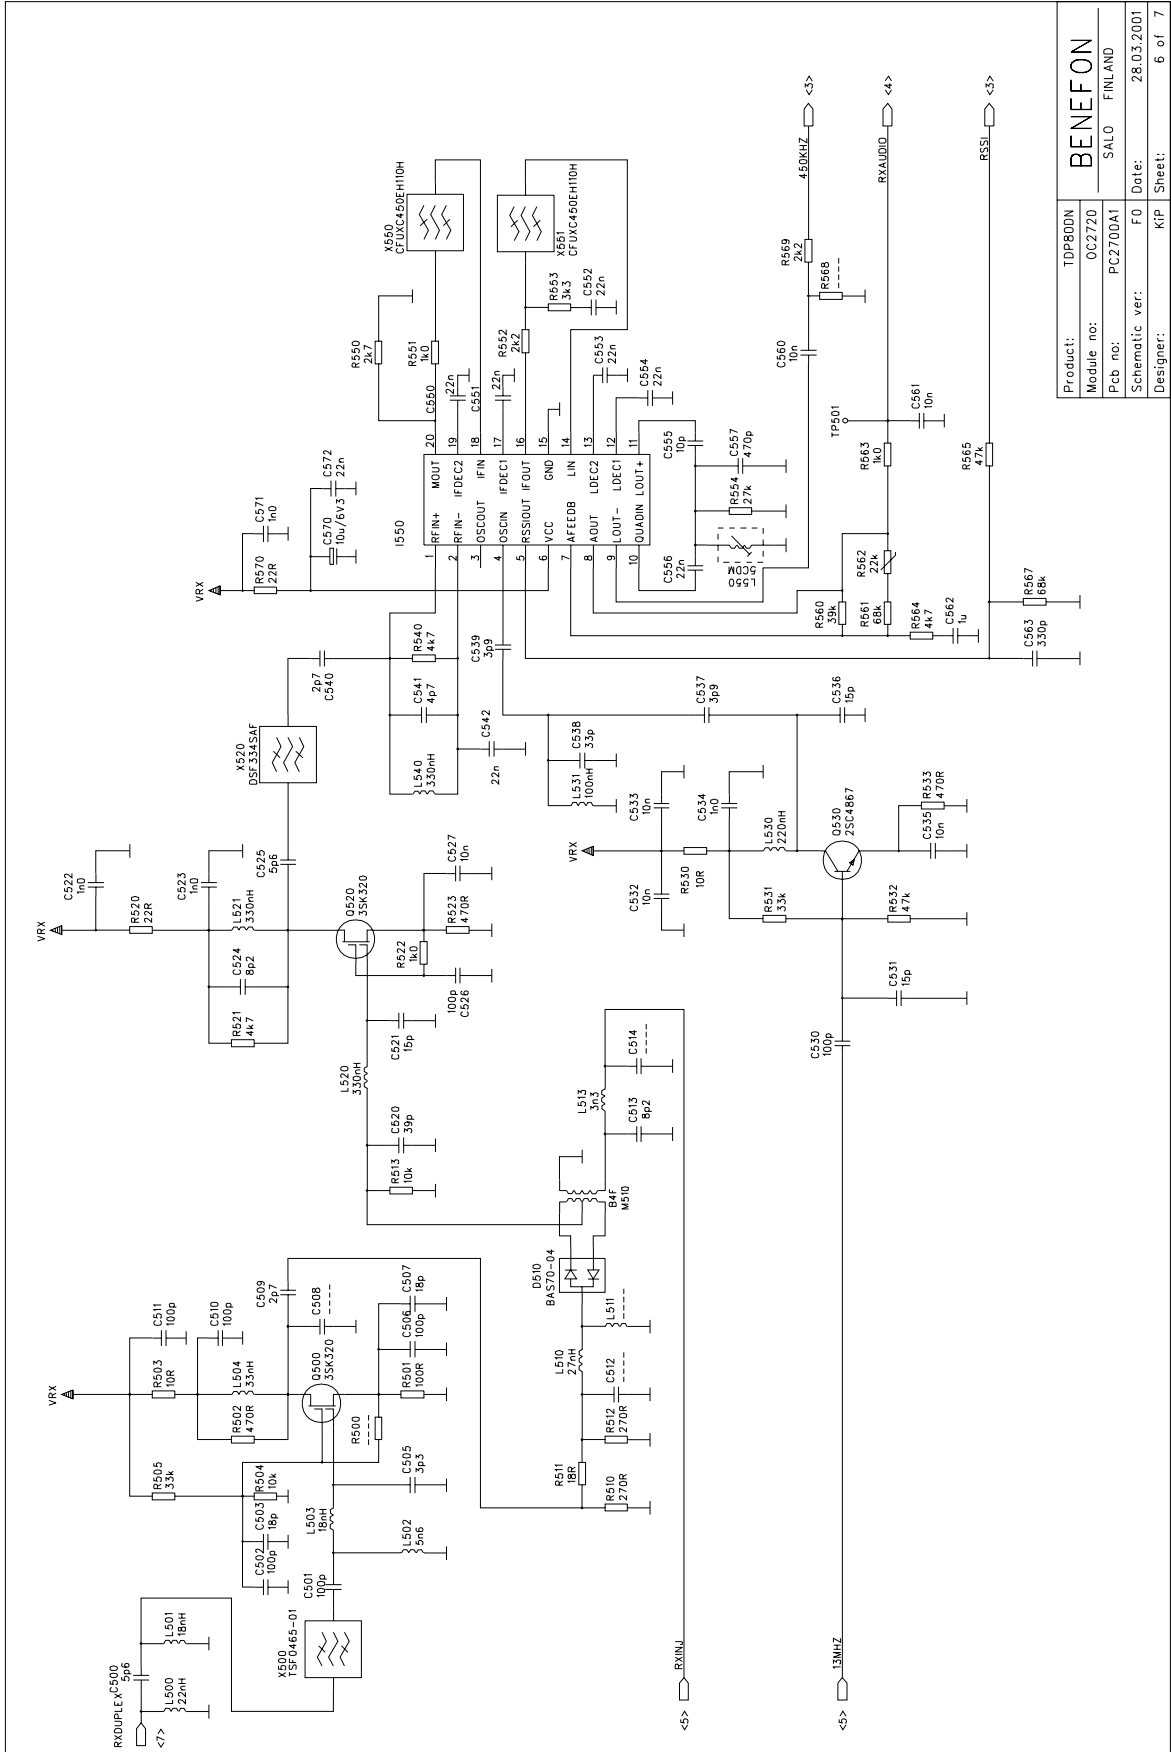 VRX
C511
100p
R503
10R
C510
100p
L504
33nH
R502
470R
R505
33k
C509
2p7
C508
----
Q500
3SK320
R504
10k
C503
18p
C502
100p
R500
----
C507
18p
C506
100p
R501
100R
C505
3p3
L503
18nH
L502
5n6
C501
100p
X500
TSF0465-01
L501
18nH
C500
5p6
L500
22nH
RXDUPLEX
<7>
VRX
C522
1n0
R520
22R
C523
1n0
L521
330nH
C524
8p2
R521
4k7
C525
5p6
Q520
3SK320
C527
10n
R523
470R
R522
1k0
100p
C526
C521
15p
L520
330nH
C520
39p
R513
10k
X520
DSF334SAF
2p7
C540
R540
4k7
C541
4p7
L540
330nH
C542
22n
D510
BAS70-04
B4F
M510
L513
3n3
C514
----
C513
8p2
L511
----
L510
27nH
C512
----
R512
270R
R511
18R
R510
270R
RXINJ
<5>
13MHZ
<5>
C530
100p
C531
15p
VRX
C533
10n
C532
10n
R530
10R
C534
1n0
L530
220nH
R531
33k
R532
47k
Q530
2SC4867
R533
470R
C535
10n
C536
15p
C537
3p9
C538
33p
L531
100nH
C539
3p9
VRX
C571
1n0
R570
22R
C572
22n
C570
10u/6V3
I550
1 RFIN+ MOUT 20
2 RFIN- IFDEC2 19
3 OSCOUT IFIN 18
4 OSCIN IFDEC1 17
5 RSSIOUT IFOUT 16
6 VCC GND 15
7 AFEEDB LIN 14
8 AOUT LDEC2 13
9 LOUT- LDEC1 12
10 QUADIN LOUT+ 11
R550
2k7
R551
1k0
C550
22n
C551
22n
X550
CFUXC450EH110H
X551
CFUXC450EH110H
R553
3k3
C552
22n
R552
2k2
C553
22n
C554
22n
C555
10p
C557
470p
R554
27k
C556
22n
L550
5CDM
R560
39k
R562
22k
R561
68k
R564
4k7
C562
1u
R563
1k0
TP501
C561
10n
C560
10n
R569
2k2
R568
----
450KHZ
<3>
RXAUDIO
<4>
RSSI
<3>
R565
47k
R567
68k
C563
330p
Product: TDP80DN
Module no: OC2720
Pcb no: PC2700A1
Schematic ver: F0
Designer: KiP
BENEFON
SALO FINLAND
Date: 28.03.2001
Sheet: 6 of 7